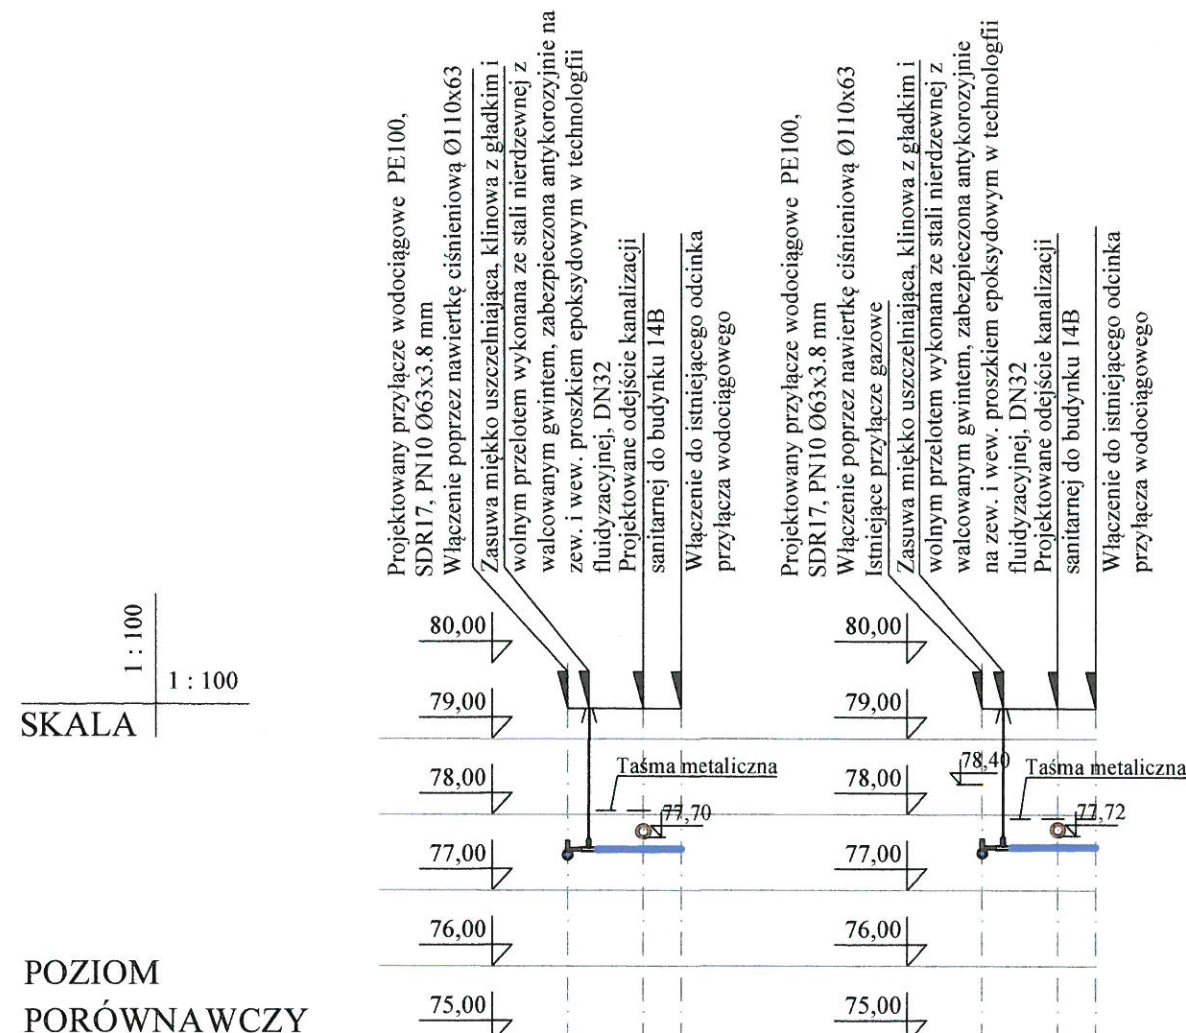 Projektowany przyłącze wodociągowe PE100,
SDR17, PN10 Ø63x3.8 mm
Włączenie poprzez nawiertkę ciśnieniową Ø110x63
Zasuwa miękko uszczelniająca, klinowa z gładkim i
wolnym przelotem wykonana ze stali nierdzewnej z
walcowanym gwintem, zabezpieczona antykorozyjnie na
zew. i wew. proszkiem epoksydowym w technologfii
fluidyzacyjnej, DN32
Projektowane odejście kanalizacji
sanitarnej do budynku 14B
Włączenie do istniejącego odcinka
przyłącza wodociągowego
Projektowany przyłącze wodociągowe PE100,
SDR17, PN10 Ø63x3.8 mm
Włączenie poprzez nawiertkę ciśnieniową Ø110x63
Istniejące przyłącze gazowe
Zasuwa miękko uszczelniająca, klinowa z gładkim i
wolnym przelotem wykonana ze stali nierdzewnej z
walcowanym gwintem, zabezpieczona antykorozyjnie
na zew. i wew. proszkiem epoksydowym w technologfii
fluidyzacyjnej, DN32
Projektowane odejście kanalizacji
sanitarnej do budynku 14B
Włączenie do istniejącego odcinka
przyłącza wodociągowego
1 : 100
1 : 100
SKALA
80,00
79,00
78,00
77,00
76,00
75,00
Taśma metaliczna
77,70
80,00
79,00
78,00
77,00
76,00
75,00
78,40
Taśma metaliczna
77,72
POZIOM
PORÓWNAWCZY